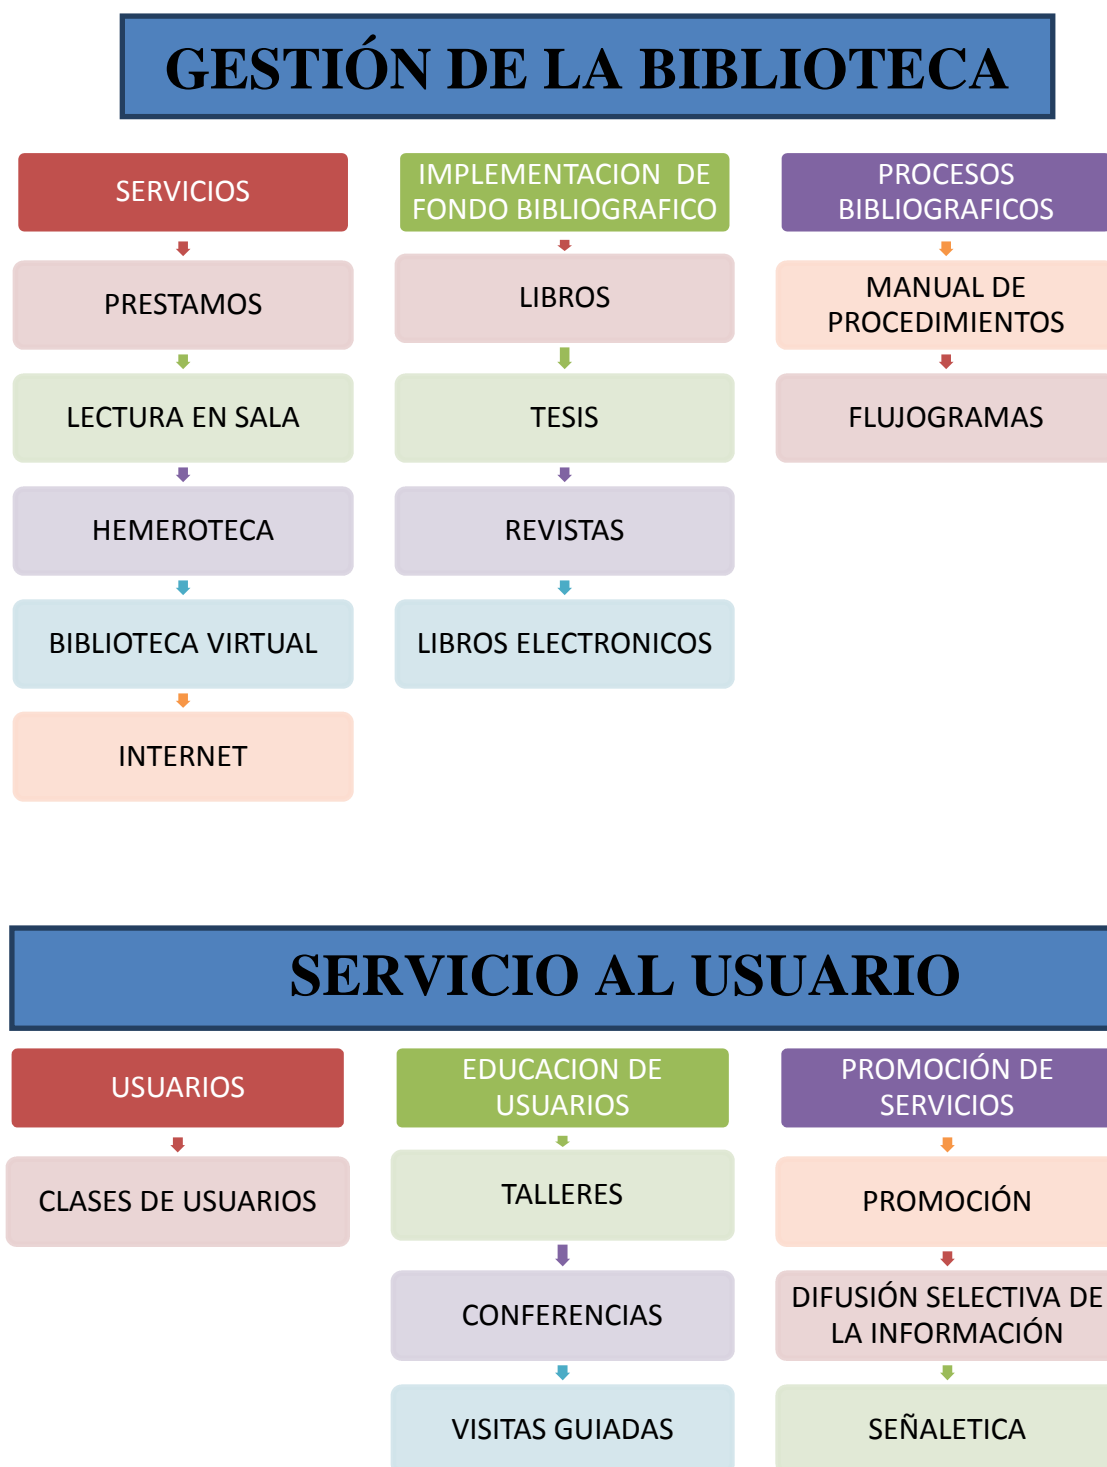 GESTIÓN DE LA BIBLIOTECA
SERVICIOS
PRESTAMOS
LECTURA EN SALA
HEMEROTECA
BIBLIOTECA VIRTUAL
INTERNET
IMPLEMENTACION DE
FONDO BIBLIOGRAFICO
LIBROS
TESIS
REVISTAS
LIBROS ELECTRONICOS
PROCESOS
BIBLIOGRAFICOS
MANUAL DE
PROCEDIMIENTOS
FLUJOGRAMAS
SERVICIO AL USUARIO
USUARIOS
CLASES DE USUARIOS
EDUCACION DE
USUARIOS
TALLERES
CONFERENCIAS
VISITAS GUIADAS
PROMOCIÓN DE
SERVICIOS
PROMOCIÓN
DIFUSIÓN SELECTIVA DE
LA INFORMACIÓN
SEÑALETICA